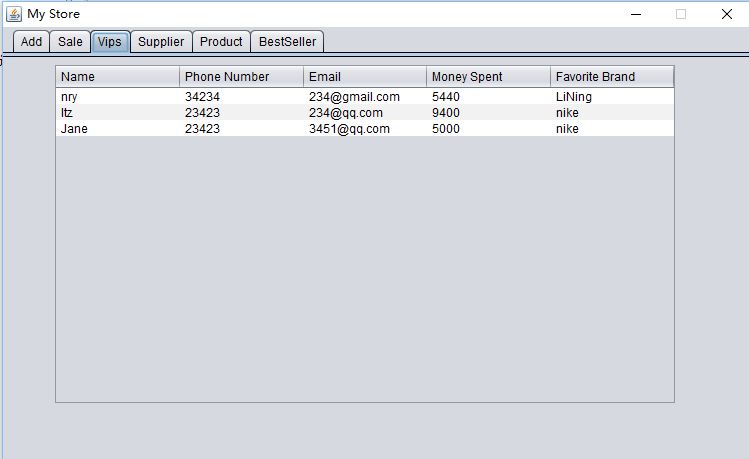 My Store
Add Sale Vips Supplier Product BestSeller
Name Phone Number Email Money Spent Favorite Brand
nry 34234 234@gmail.com 5440 LiNing
ltz 23423 234@qq.com 9400 nike
Jane 23423 3451@qq.com 5000 nike